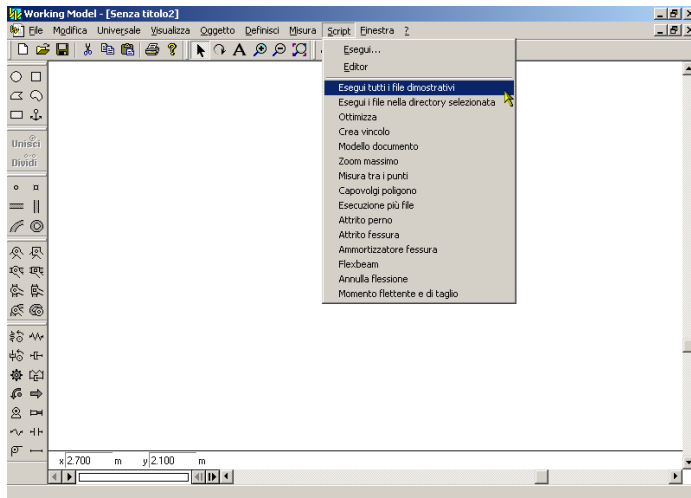 Working Model - [Senza titolo2]
File Modifica Universale Visualizza Oggetto Definisci Misura Script Finestra ?
A
Esegui...
Editor
Esegui tutti i file dimostrativi
Esegui i file nella directory selezionata
Ottimizza
Crea vincolo
Modello documento
Zoom massimo
Misura tra i punti
Capovolgi poligono
Esecuzione più file
Attrito perno
Attrito fessura
Ammortizzatore fessura
Flexbeam
Annulla flessione
Momento flettente e di taglio
Unisci
Dividi
x 2.700 m y 2.100 m